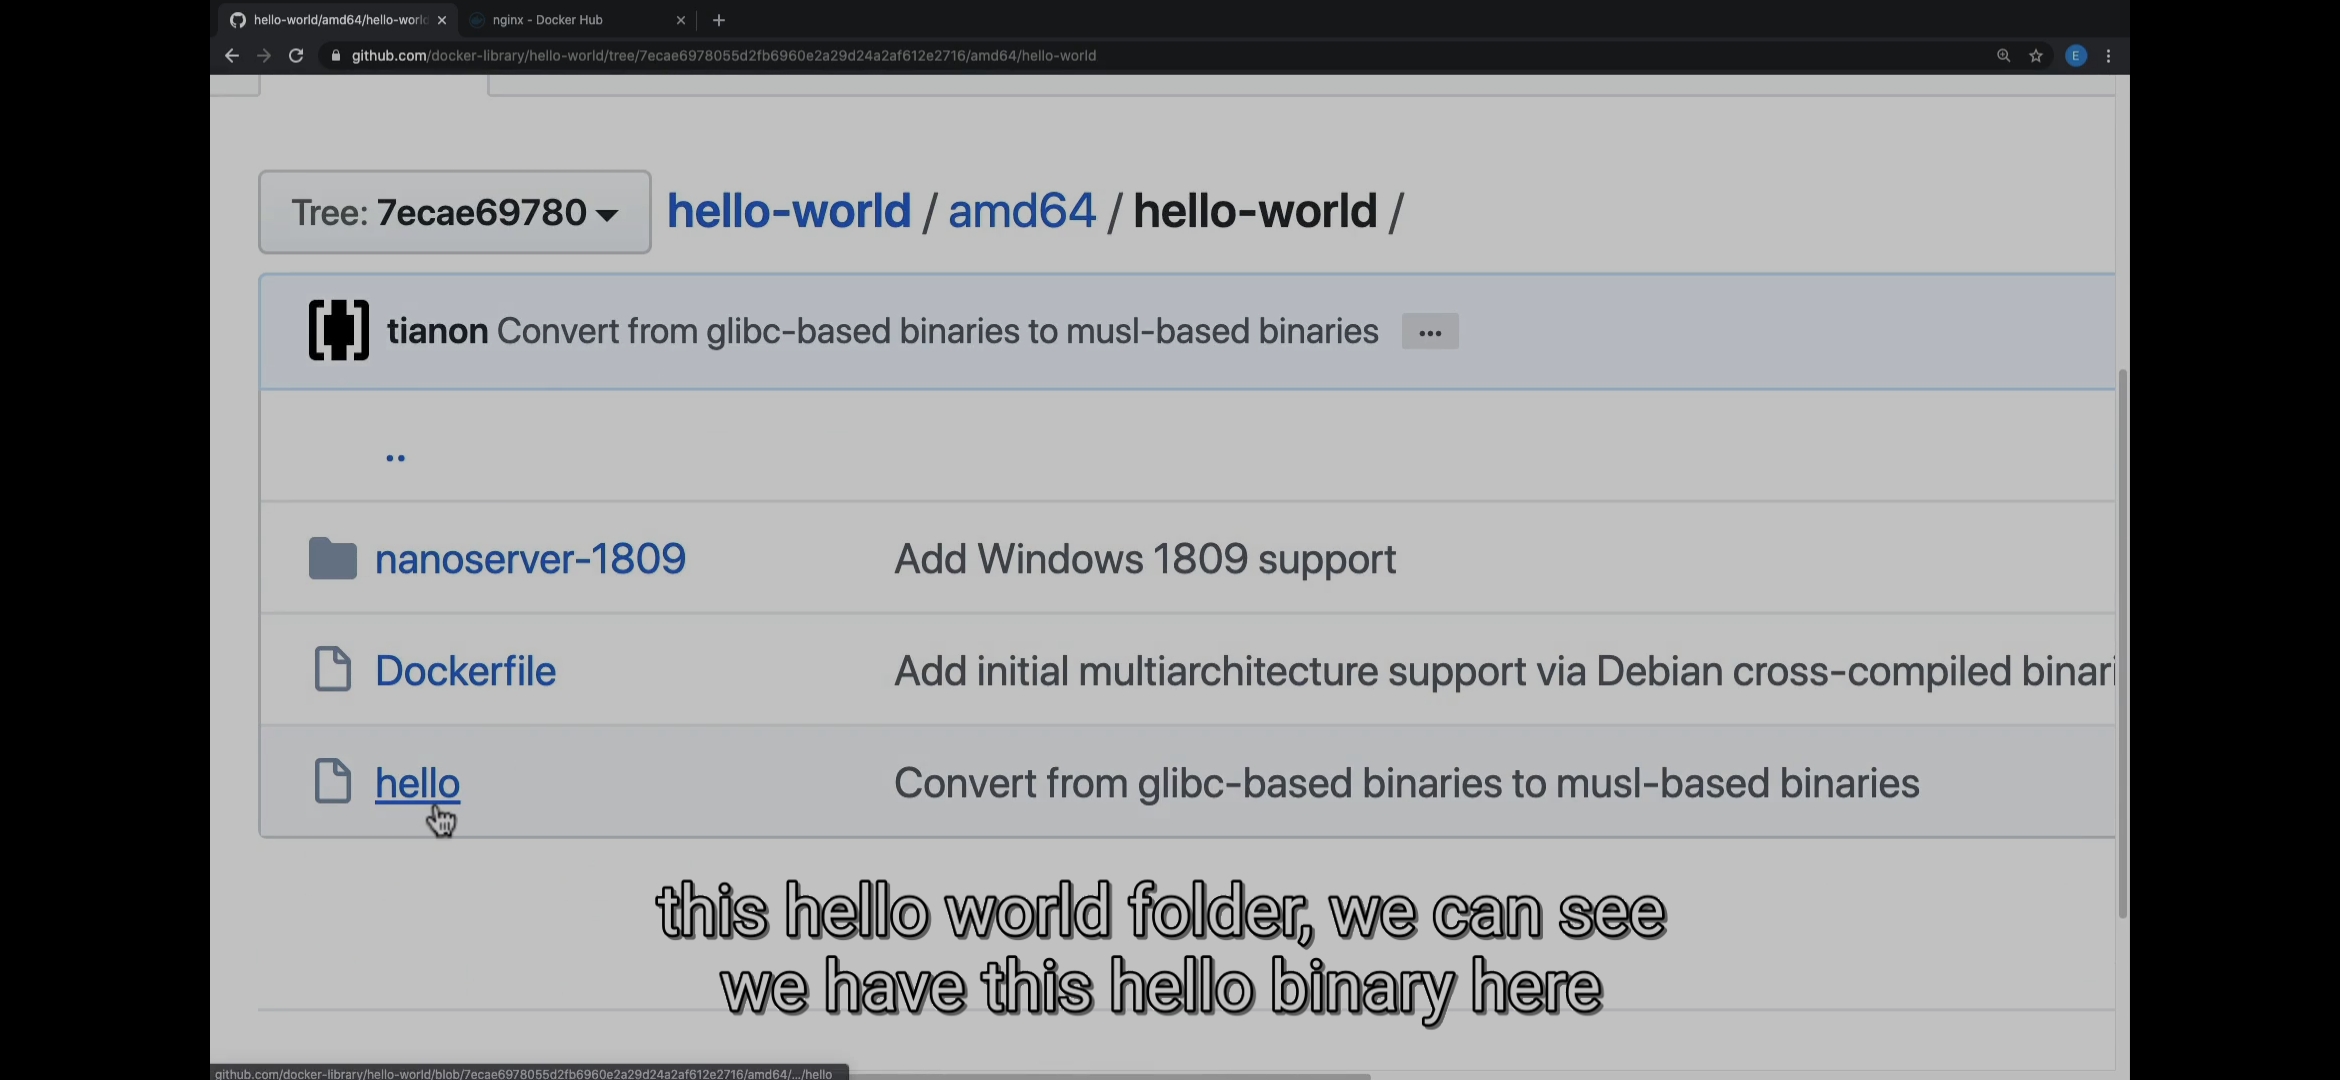 hello-world/amd64/hello-worl
nginx - Docker Hub
github.com/docker-library/hello-world/tree/7ecae6978055d2fb6960e2a29d24a2af612e2716/amd64/hello-world
E
Tree: 7ecae69780
hello-world / amd64 / hello-world /
tianon Convert from glibc-based binaries to musl-based binaries ...
..
nanoserver-1809 Add Windows 1809 support
Dockerfile Add initial multiarchitecture support via Debian cross-compiled binari
hello Convert from glibc-based binaries to musl-based binaries
this hello world folder, we can see
we have this hello binary here
github.com/docker-library/hello-world/blob/7ecae6978055d2fb6960e2a29d24a2af612e2716/amd64/.../hello